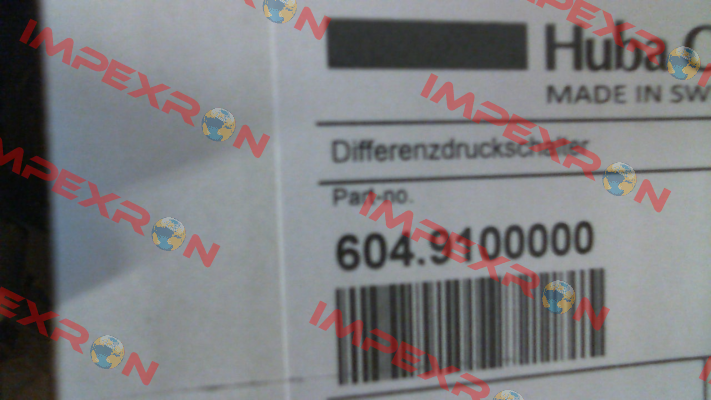 Huba C
MADE IN SW
Differenzdruckschalter
Part-no.
604.9100000
IMPEXRON
IMPEXRON
IMPEXRON
IMPEXRON
IMPEXRON